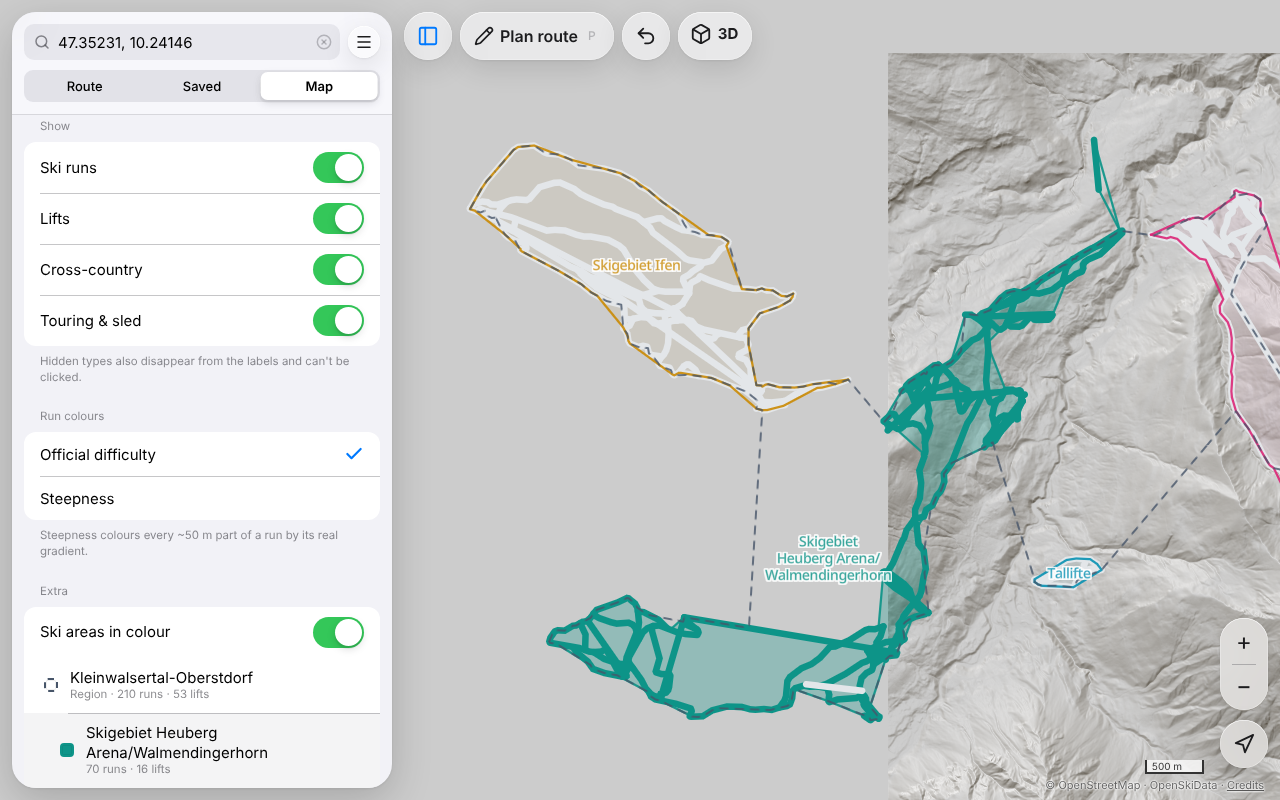 47.35231, 10.24146
Plan route P
3D
Route
Saved
Map
Show
Ski runs
Lifts
Cross-country
Touring & sled
Hidden types also disappear from the labels and can't be
clicked.
Run colours
Official difficulty
Steepness
Steepness colours every ~50 m part of a run by its real
gradient.
Extra
Ski areas in colour
Kleinwalsertal-Oberstdorf
Region · 210 runs · 53 lifts
Skigebiet Heuberg
Arena/Walmendingerhorn
70 runs · 16 lifts
Skigebiet Ifen
Skigebiet
Heuberg Arena/
Walmendingerhorn
Tallifte
+
−
500 m
© OpenStreetMap · OpenSkiData · Credits